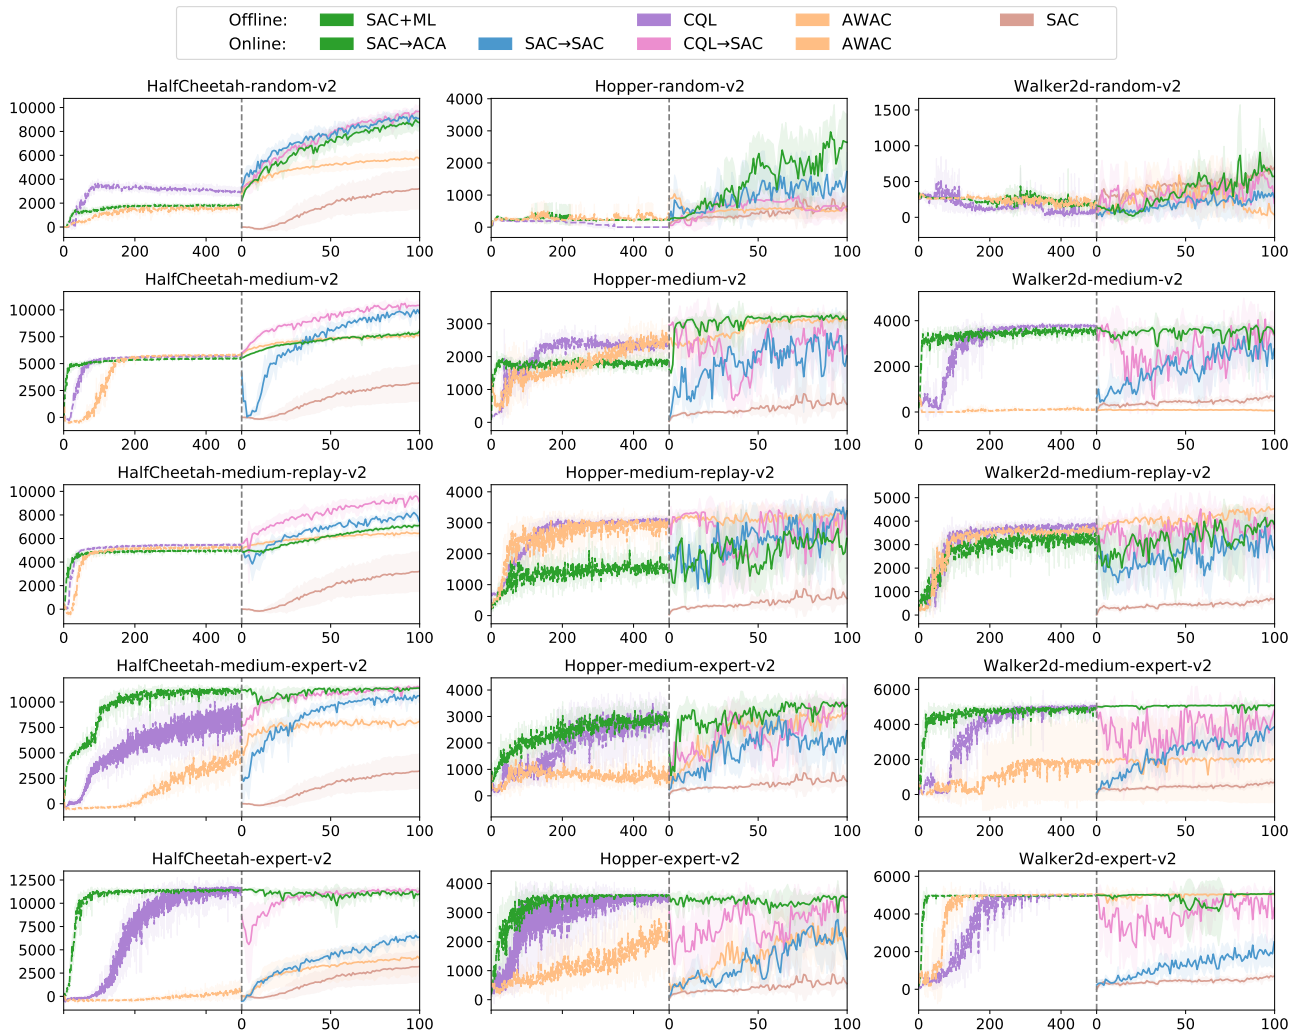 Offline: SAC+ML CQL AWAC SAC
Online: SAC→ACA SAC→SAC CQL→SAC AWAC
HalfCheetah-random-v2 Hopper-random-v2 Walker2d-random-v2
10000 8000 6000 4000 2000 0
0 200 400 0 50 100
4000 3000 2000 1000 0
0 200 400 0 50 100
1500 1000 500 0
0 200 400 0 50 100
HalfCheetah-medium-v2 Hopper-medium-v2 Walker2d-medium-v2
10000 7500 5000 2500 0
0 200 400 0 50 100
3000 2000 1000 0
0 200 400 0 50 100
4000 2000 0
0 200 400 0 50 100
HalfCheetah-medium-replay-v2 Hopper-medium-replay-v2 Walker2d-medium-replay-v2
10000 8000 6000 4000 2000 0
0 200 400 0 50 100
4000 3000 2000 1000 0
0 200 400 0 50 100
5000 4000 3000 2000 1000 0
0 200 400 0 50 100
HalfCheetah-medium-expert-v2 Hopper-medium-expert-v2 Walker2d-medium-expert-v2
10000 7500 5000 2500 0
0 50 100
4000 3000 2000 1000 0
0 200 400 0 50 100
6000 4000 2000 0
0 200 400 0 50 100
HalfCheetah-expert-v2 Hopper-expert-v2 Walker2d-expert-v2
12500 10000 7500 5000 2500 0
0 50 100
4000 3000 2000 1000 0
0 200 400 0 50 100
6000 4000 2000 0
0 200 400 0 50 100